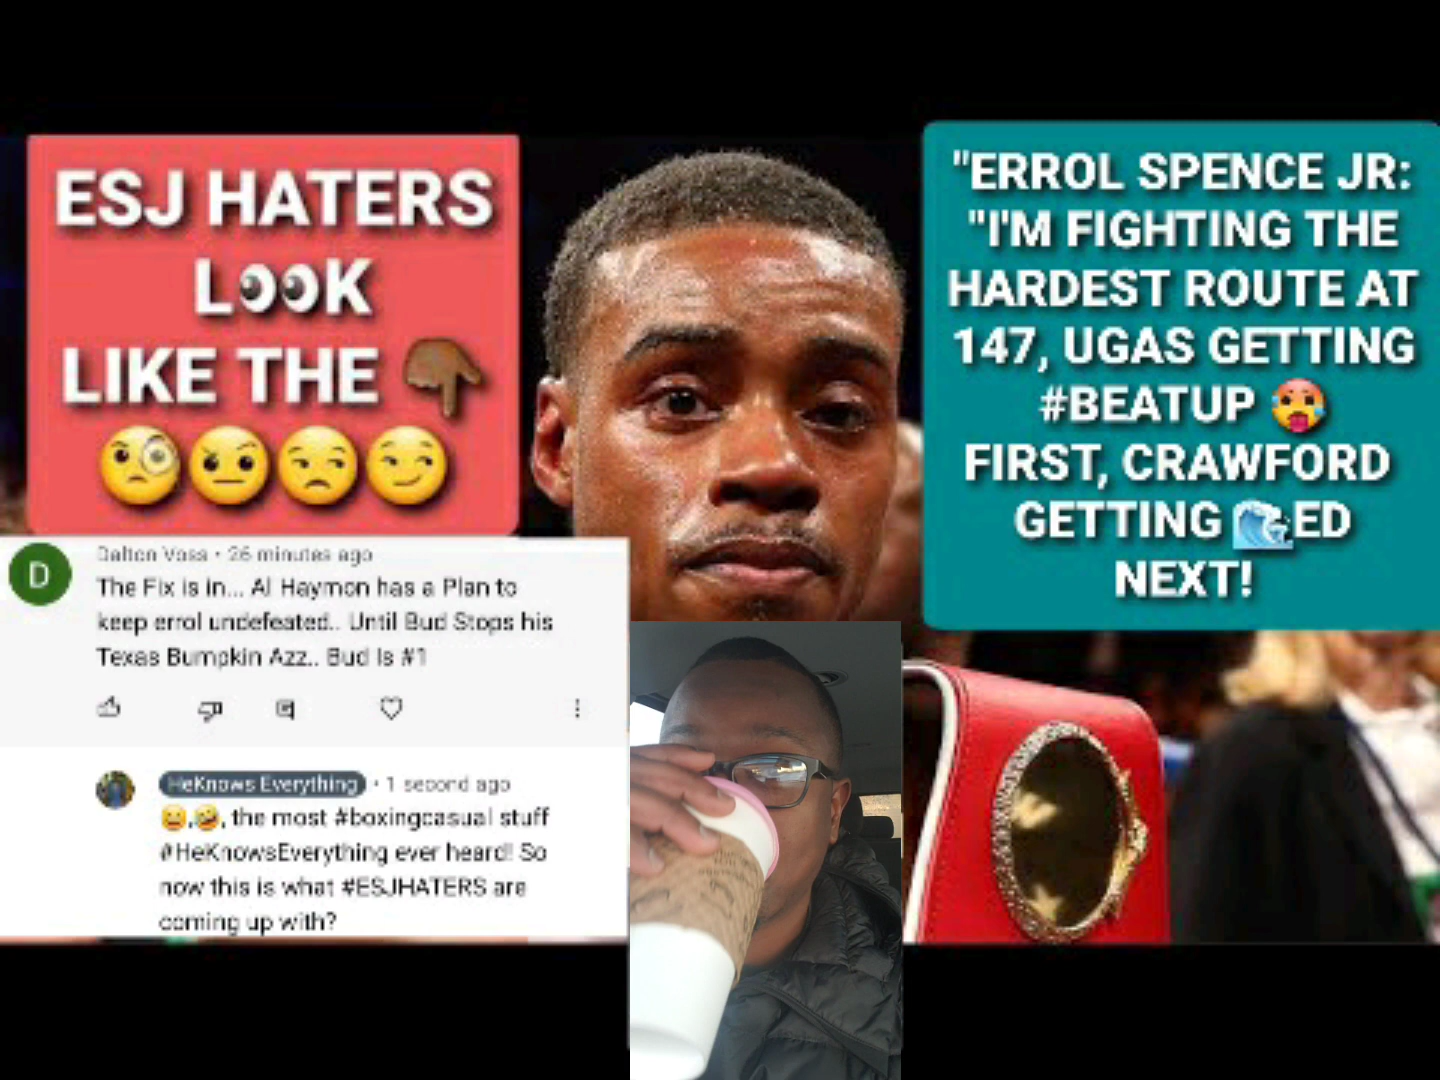 ESJ HATERS
L👀K
LIKE THE 👇🏾
🧐🤨😒😏
"ERROL SPENCE JR:
"I'M FIGHTING THE
HARDEST ROUTE AT
147, UGAS GETTING
#BEATUP 🥵
FIRST, CRAWFORD
GETTING 🌊ED
NEXT!
D
Dalton Voss • 26 minutes ago
The Fix is in... Al Haymon has a Plan to
keep errol undefeated.. Until Bud Stops his
Texas Bumpkin Azz.. Bud Is #1
HeKnows Everything • 1 second ago
😄,🤣, the most #boxingcasual stuff
#HeKnowsEverything ever heard! So
now this is what #ESJHATERS are
coming up with?